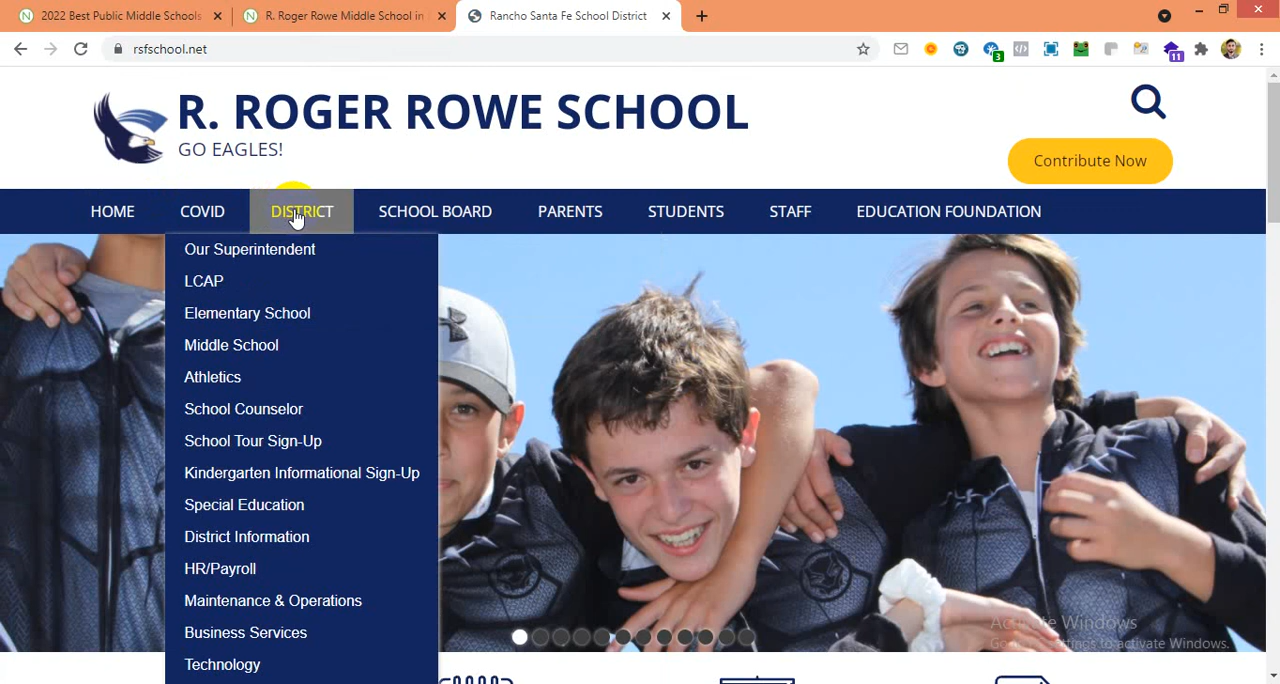 2022 Best Public Middle Schools
R. Roger Rowe Middle School in
Rancho Santa Fe School District
rsfschool.net
3
11
R. ROGER ROWE SCHOOL
GO EAGLES!
Contribute Now
HOME
COVID
DISTRICT
SCHOOL BOARD
PARENTS
STUDENTS
STAFF
EDUCATION FOUNDATION
Our Superintendent
LCAP
Elementary School
Middle School
Athletics
School Counselor
School Tour Sign-Up
Kindergarten Informational Sign-Up
Special Education
District Information
HR/Payroll
Maintenance & Operations
Business Services
Technology
Activate Windows
Go to Settings to activate Windows.